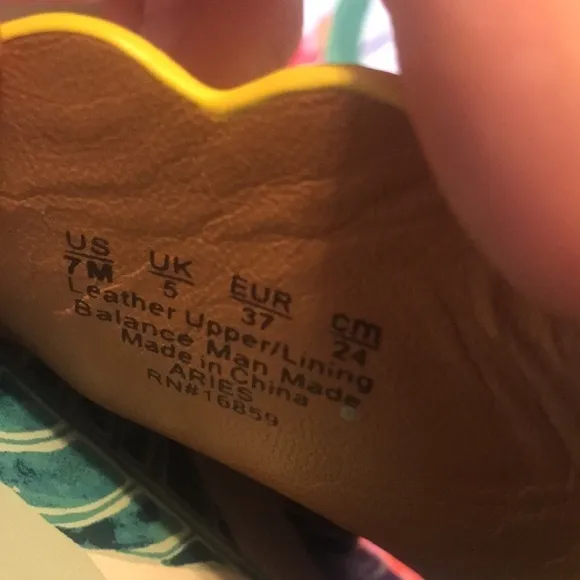 US UK EUR cm
7M 5 37 24
Leather Upper/Lining
Balance Man Made
Made in China
ARIES
RN#16859